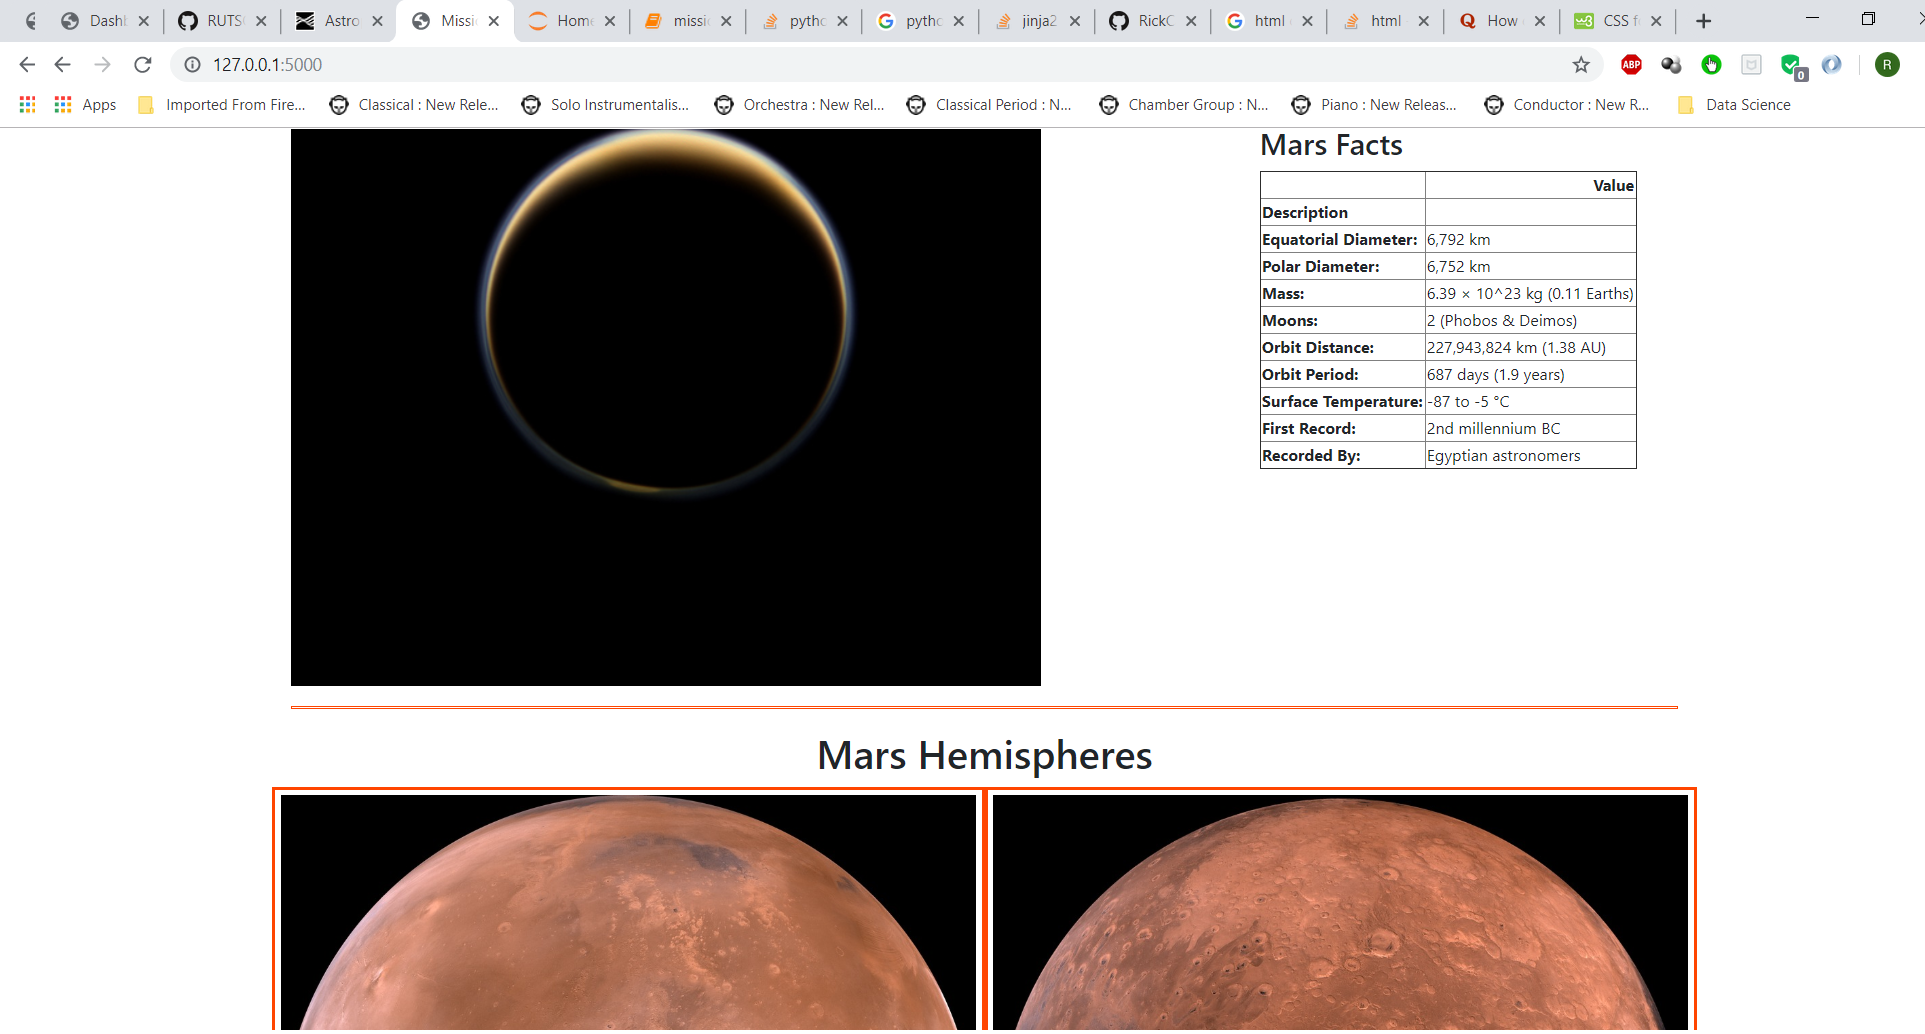 Dash
RUTS
Astro
Missi
Home
missi
pytho
pytho
jinja2
RickC
html
html
How
CSS f
127.0.0.1:5000
ABP
0
R
Apps
Imported From Fire...
Classical : New Rele...
Solo Instrumentalis...
Orchestra : New Rel...
Classical Period : N...
Chamber Group : N...
Piano : New Releas...
Conductor : New R...
Data Science
Mars Facts
Value
Description
Equatorial Diameter: 6,792 km
Polar Diameter: 6,752 km
Mass: 6.39 × 10^23 kg (0.11 Earths)
Moons: 2 (Phobos & Deimos)
Orbit Distance: 227,943,824 km (1.38 AU)
Orbit Period: 687 days (1.9 years)
Surface Temperature: -87 to -5 °C
First Record: 2nd millennium BC
Recorded By: Egyptian astronomers
Mars Hemispheres